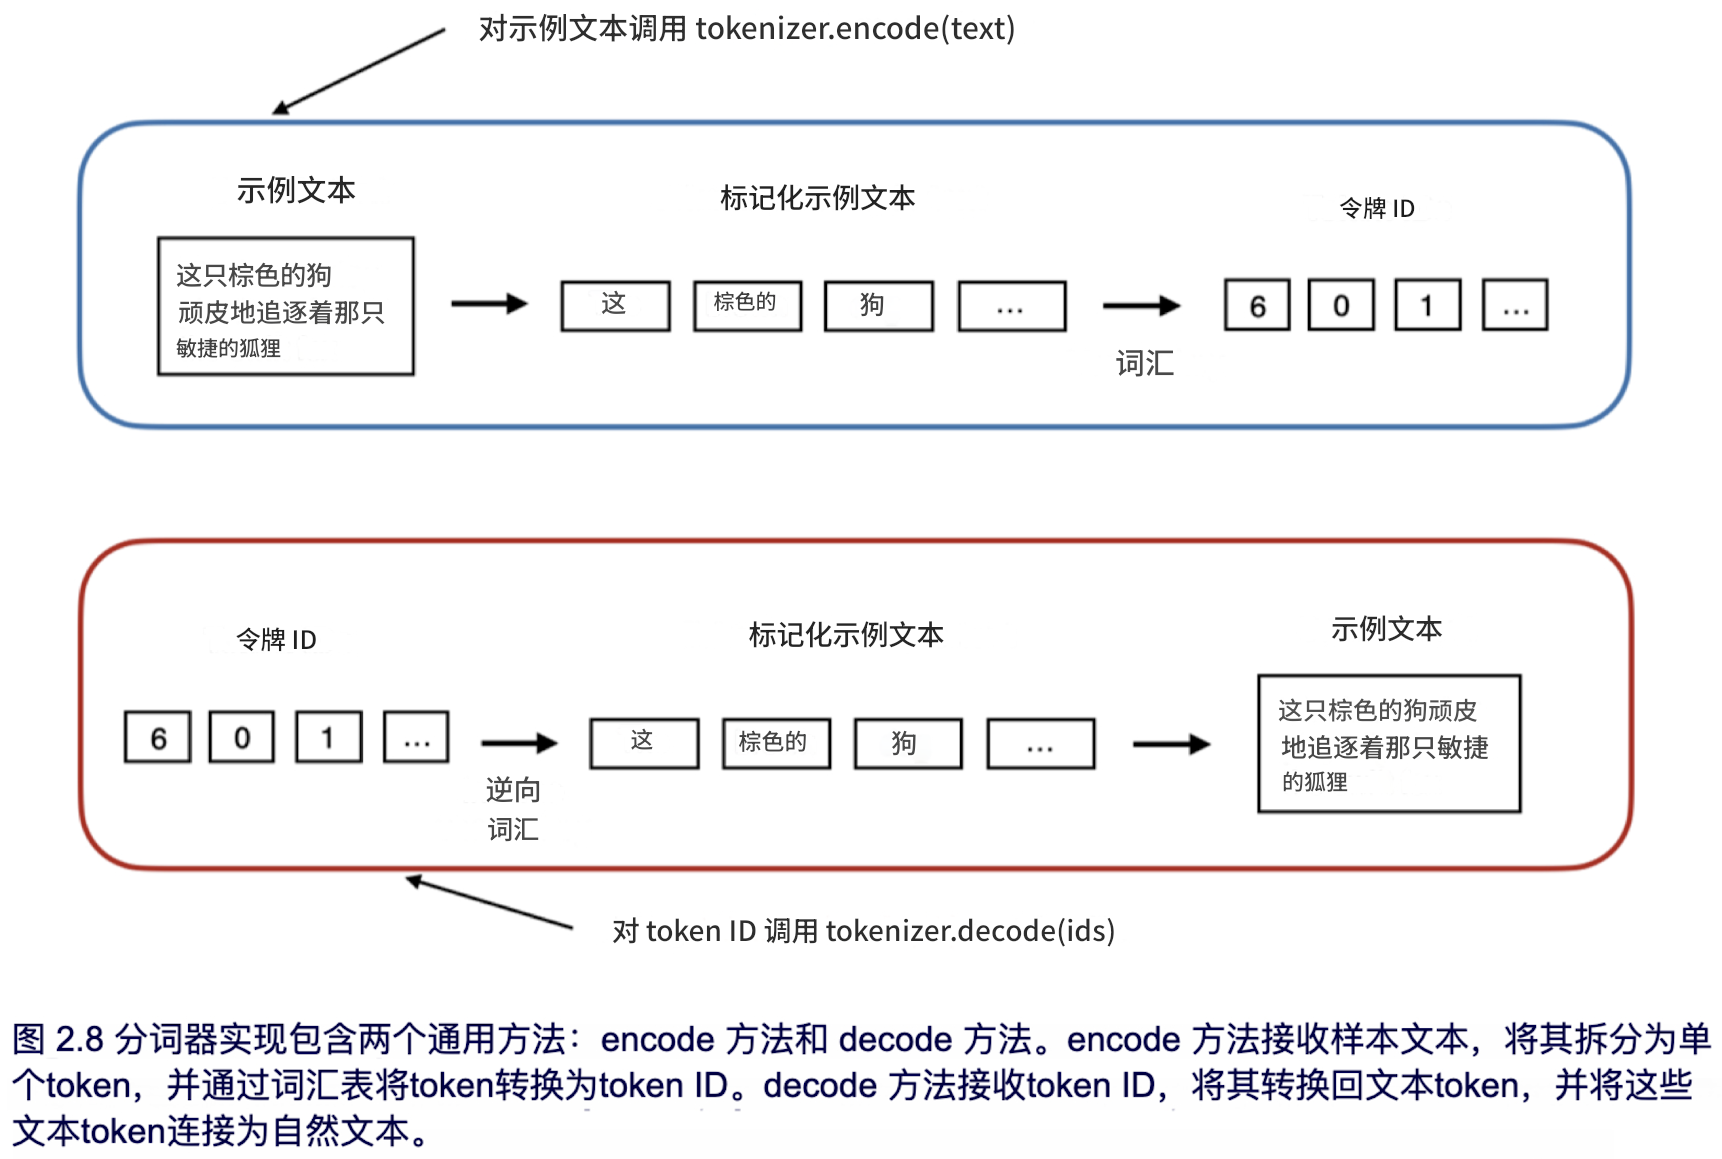 对示例文本调用 tokenizer.encode(text)
示例文本
标记化示例文本
令牌 ID
这只棕色的狗
顽皮地追逐着那只
敏捷的狐狸
这
棕色的
狗
...
6
0
1
...
词汇
令牌 ID
标记化示例文本
示例文本
6
0
1
...
逆向
词汇
这
棕色的
狗
...
这只棕色的狗顽皮
地追逐着那只敏捷
的狐狸
对 token ID 调用 tokenizer.decode(ids)
图 2.8 分词器实现包含两个通用方法：encode 方法和 decode 方法。encode 方法接收样本文本，将其拆分为单
个token，并通过词汇表将token转换为token ID。decode 方法接收token ID，将其转换回文本token，并将这些
文本token连接为自然文本。